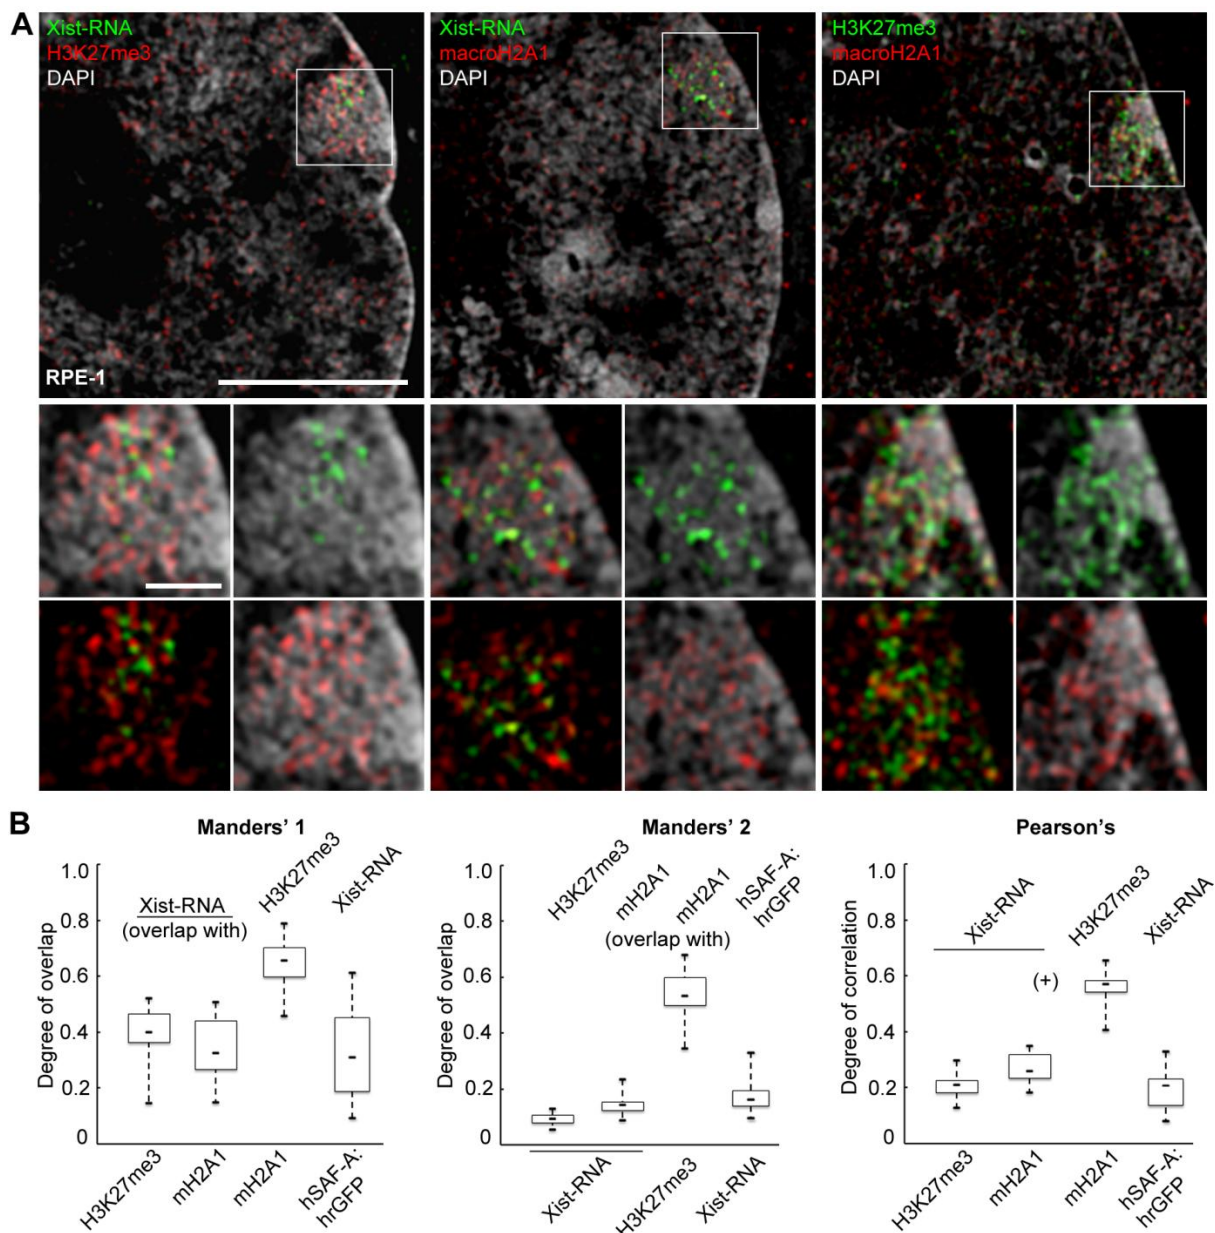 A
Xist-RNA
H3K27me3
DAPI
RPE-1
Xist-RNA
macroH2A1
DAPI
H3K27me3
macroH2A1
DAPI
B
Manders’ 1
Degree of overlap
1.0
0.8
0.6
0.4
0.2
0
Xist-RNA
(overlap with)
H3K27me3
Xist-RNA
H3K27me3
mH2A1
mH2A1
hSAF-A:
hrGFP
Manders’ 2
Degree of overlap
1.0
0.8
0.6
0.4
0.2
0
H3K27me3
mH2A1
mH2A1
hSAF-A:
hrGFP
(overlap with)
Xist-RNA
H3K27me3
Xist-RNA
Pearson’s
Degree of correlation
1.0
0.8
0.6
0.4
0.2
0
Xist-RNA
(+)
H3K27me3
Xist-RNA
H3K27me3
mH2A1
mH2A1
hSAF-A:
hrGFP